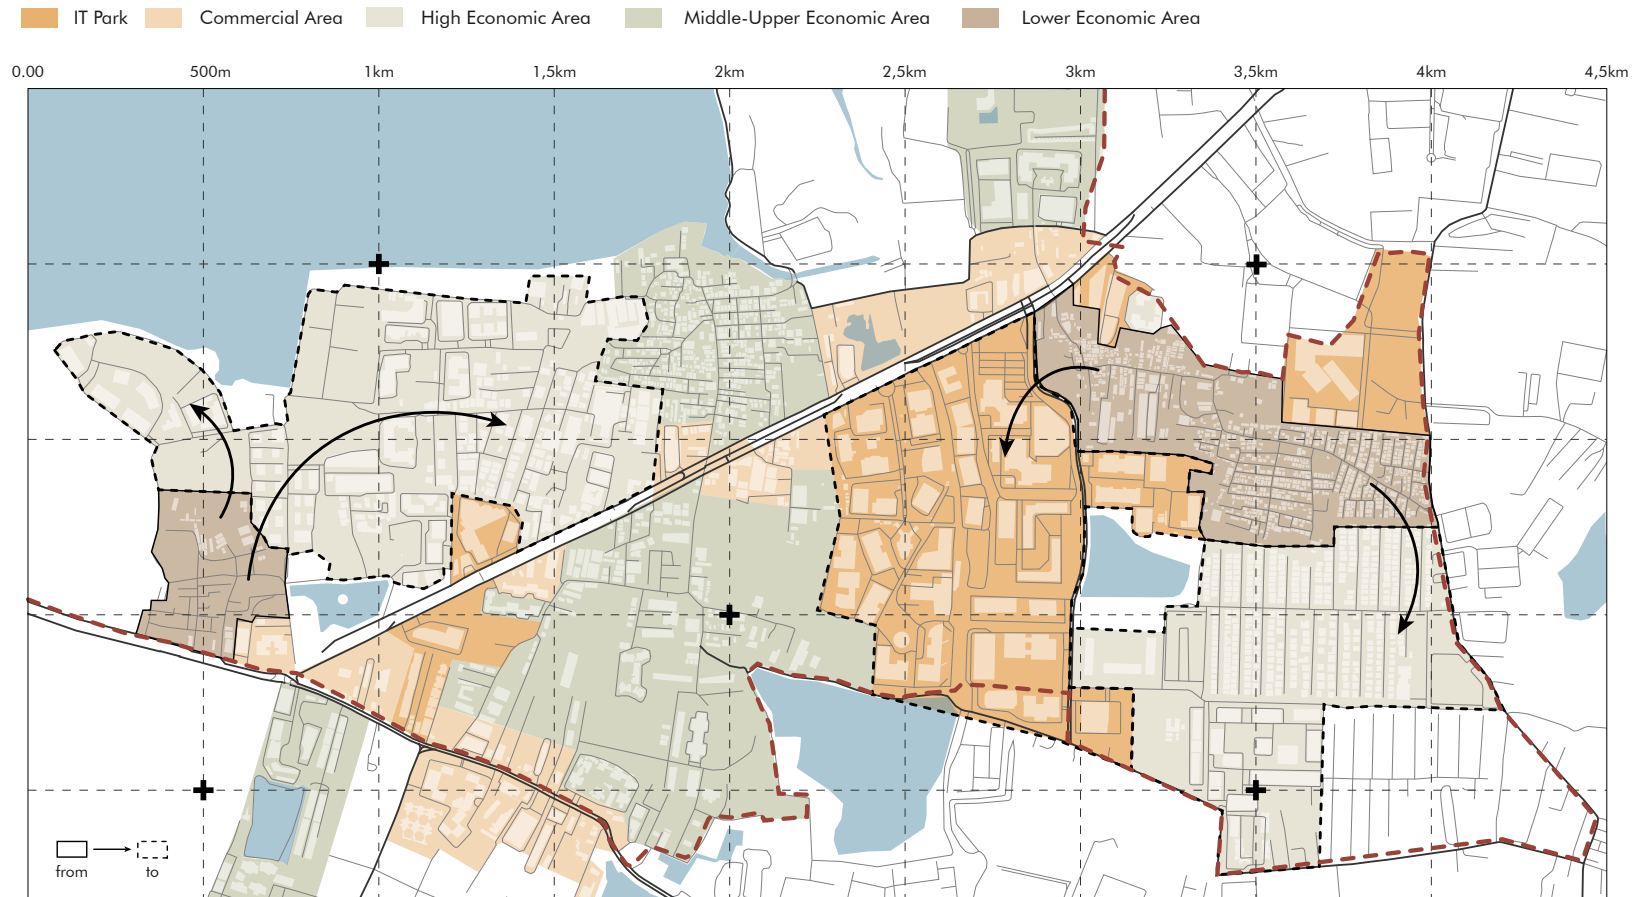 IT Park
Commercial Area
High Economic Area
Middle-Upper Economic Area
Lower Economic Area
0.00
500m
1km
1,5km
2km
2,5km
3km
3,5km
4km
4,5km
from
to